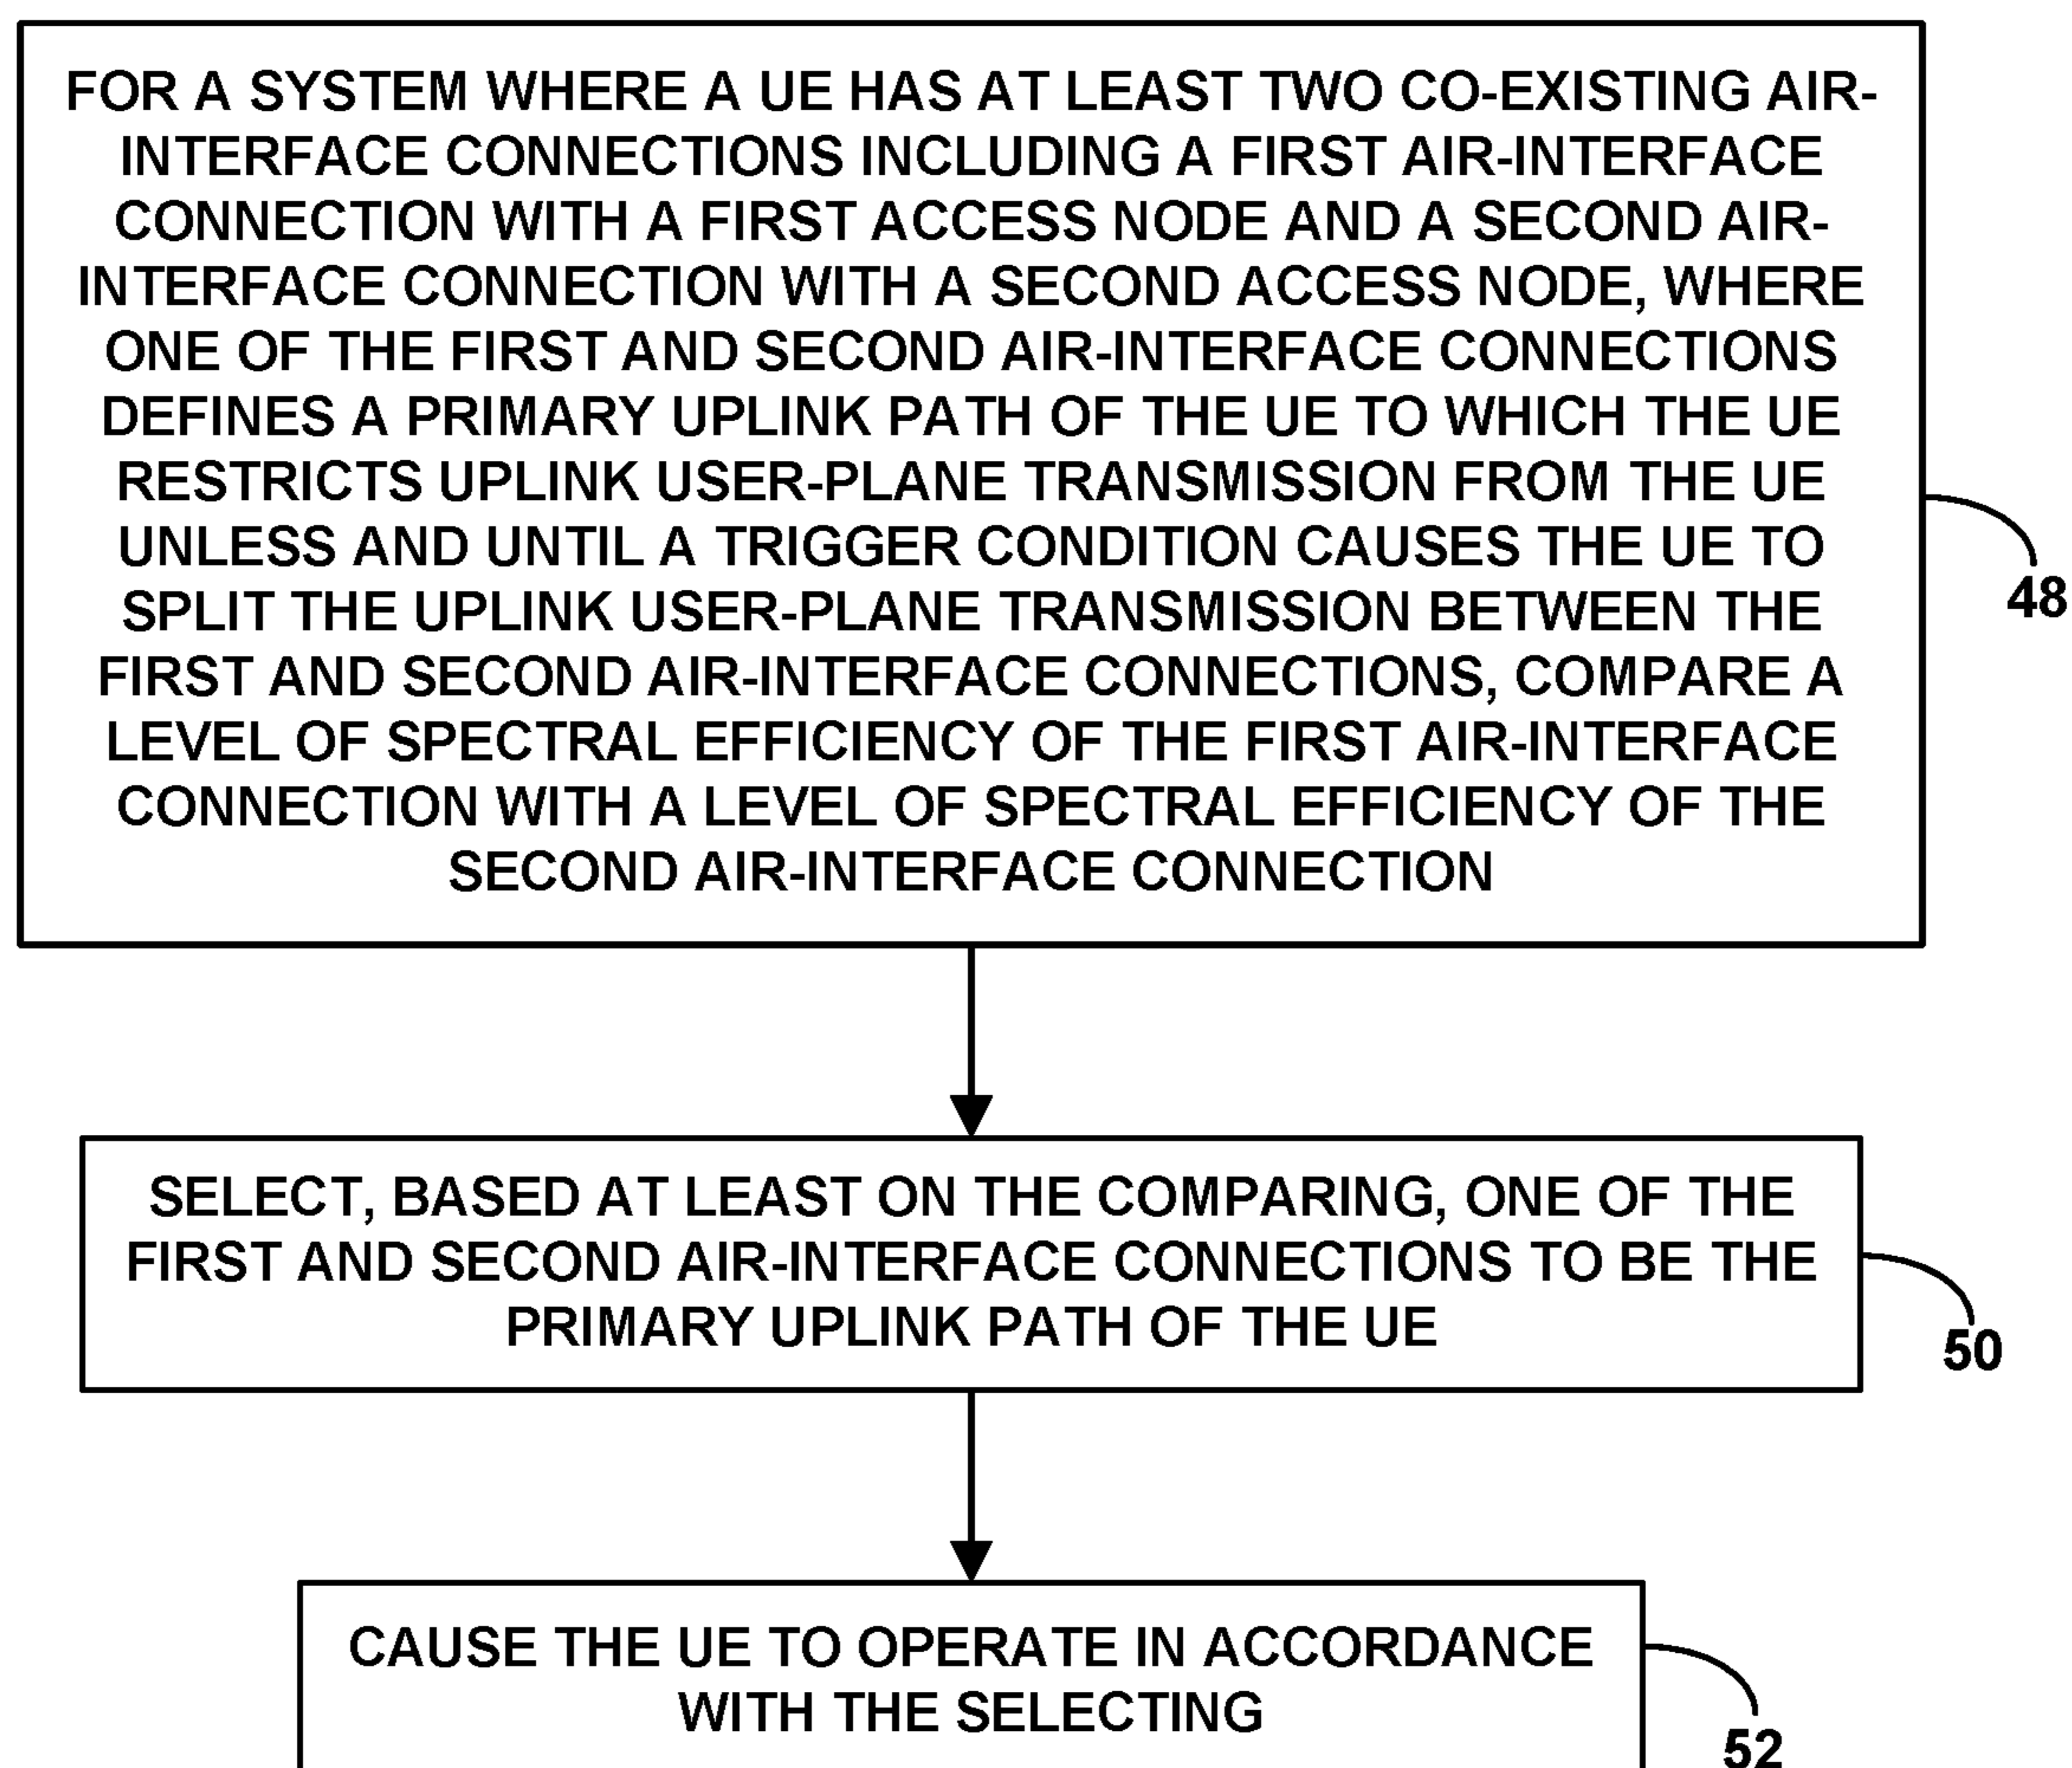 FOR A SYSTEM WHERE A UE HAS AT LEAST TWO CO-EXISTING AIR-
INTERFACE CONNECTIONS INCLUDING A FIRST AIR-INTERFACE
CONNECTION WITH A FIRST ACCESS NODE AND A SECOND AIR-
INTERFACE CONNECTION WITH A SECOND ACCESS NODE, WHERE
ONE OF THE FIRST AND SECOND AIR-INTERFACE CONNECTIONS
DEFINES A PRIMARY UPLINK PATH OF THE UE TO WHICH THE UE
RESTRICTS UPLINK USER-PLANE TRANSMISSION FROM THE UE
UNLESS AND UNTIL A TRIGGER CONDITION CAUSES THE UE TO
SPLIT THE UPLINK USER-PLANE TRANSMISSION BETWEEN THE
FIRST AND SECOND AIR-INTERFACE CONNECTIONS, COMPARE A
LEVEL OF SPECTRAL EFFICIENCY OF THE FIRST AIR-INTERFACE
CONNECTION WITH A LEVEL OF SPECTRAL EFFICIENCY OF THE
SECOND AIR-INTERFACE CONNECTION
48
SELECT, BASED AT LEAST ON THE COMPARING, ONE OF THE
FIRST AND SECOND AIR-INTERFACE CONNECTIONS TO BE THE
PRIMARY UPLINK PATH OF THE UE
50
CAUSE THE UE TO OPERATE IN ACCORDANCE
WITH THE SELECTING
52